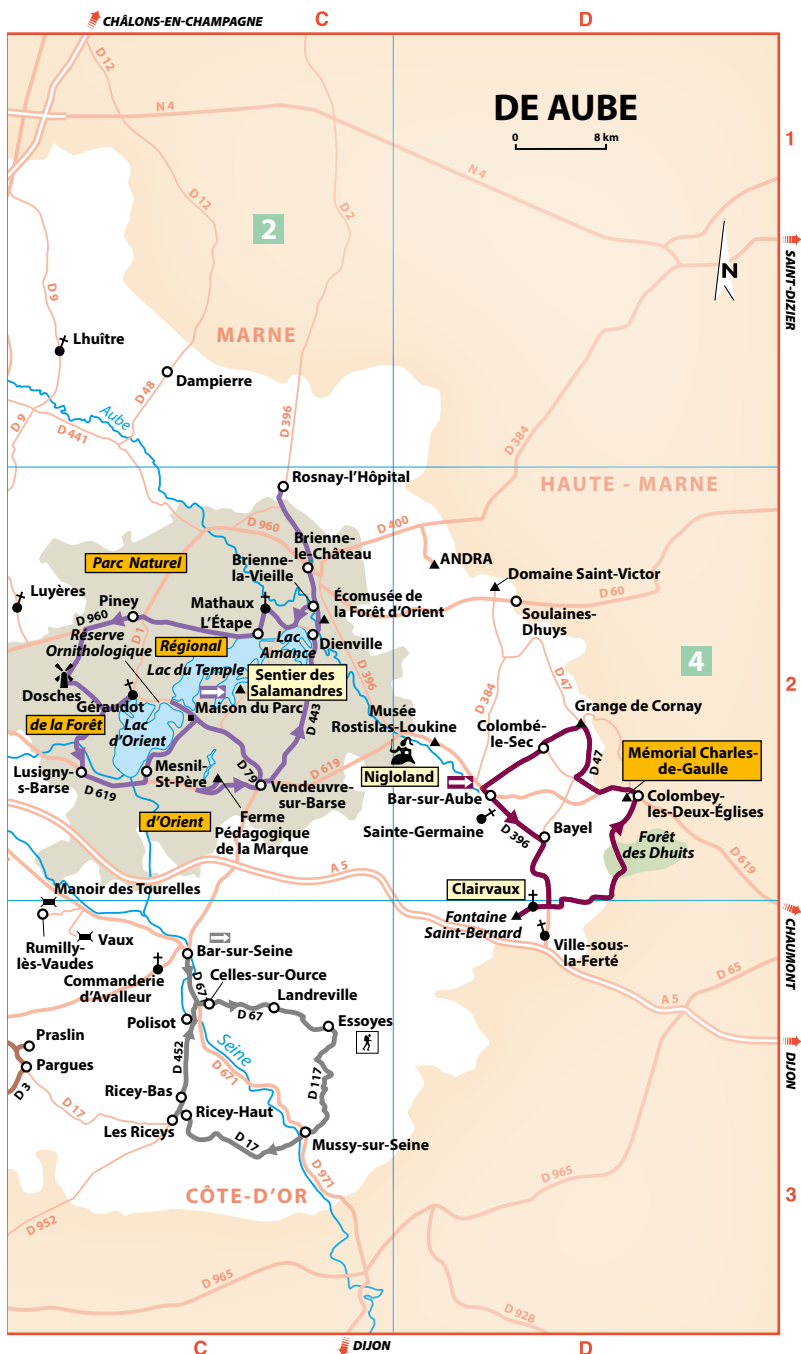 CHÂLONS-EN-CHAMPAGNE
C
D
D 12
N 4
DE AUBE
0 8 km
1
N 4
D 12
D 2
2
N
SAINT-DIZIER
D 9
MARNE
Lhuître
Dampierre
D 48
Aube
D 9
D 441
D 396
D 384
Rosnay-l'Hôpital
HAUTE - MARNE
D 960
D 400
Brienne-
le-Château
Parc Naturel
Brienne-
la-Vieille
ANDRA
Domaine Saint-Victor
Luyères
Piney
Mathaux
Écomusée de
la Forêt d'Orient
D 60
Soulaines-
Dhuys
D 960
D 1
L'Étape
Réserve
Ornithologique
Régional
Lac
Amance
Dienville
4
Lac du Temple
Sentier des
Salamandres
D 396
2
Dosches
Géraudot
Maison du Parc
D 384
D 47
Grange de Cornay
Musée
Rostislas-Loukine
de la Forêt
Lac
d'Orient
D 443
Colombé-
le-Sec
D 47
Mémorial Charles-
de-Gaulle
Lusigny-
s-Barse
Mesnil-
St-Père
D 79
D 619
Nigloland
D 619
Vendeuvre-
sur-Barse
Bar-sur-Aube
Colombey-
les-Deux-Églises
d'Orient
Ferme
Pédagogique
de la Marque
Sainte-Germaine
D 396
Bayel
Forêt
des Dhuits
D 619
A 5
Clairvaux
Manoir des Tourelles
Fontaine
Saint-Bernard
CHAUMONT
Rumilly-
lès-Vaudes
Vaux
Bar-sur-Seine
Ville-sous-
la-Ferté
Commanderie
d'Avalleur
D 67
Celles-sur-Ource
D 65
Landreville
A 5
Polisot
D 67
Essoyes
Praslin
Seine
DIJON
Pargues
D 452
D 671
D 117
D 3
Ricey-Bas
D 17
Ricey-Haut
Les Riceys
D 17
Mussy-sur-Seine
D 971
D 965
CÔTE-D'OR
3
D 952
D 965
D 928
C
DIJON
D